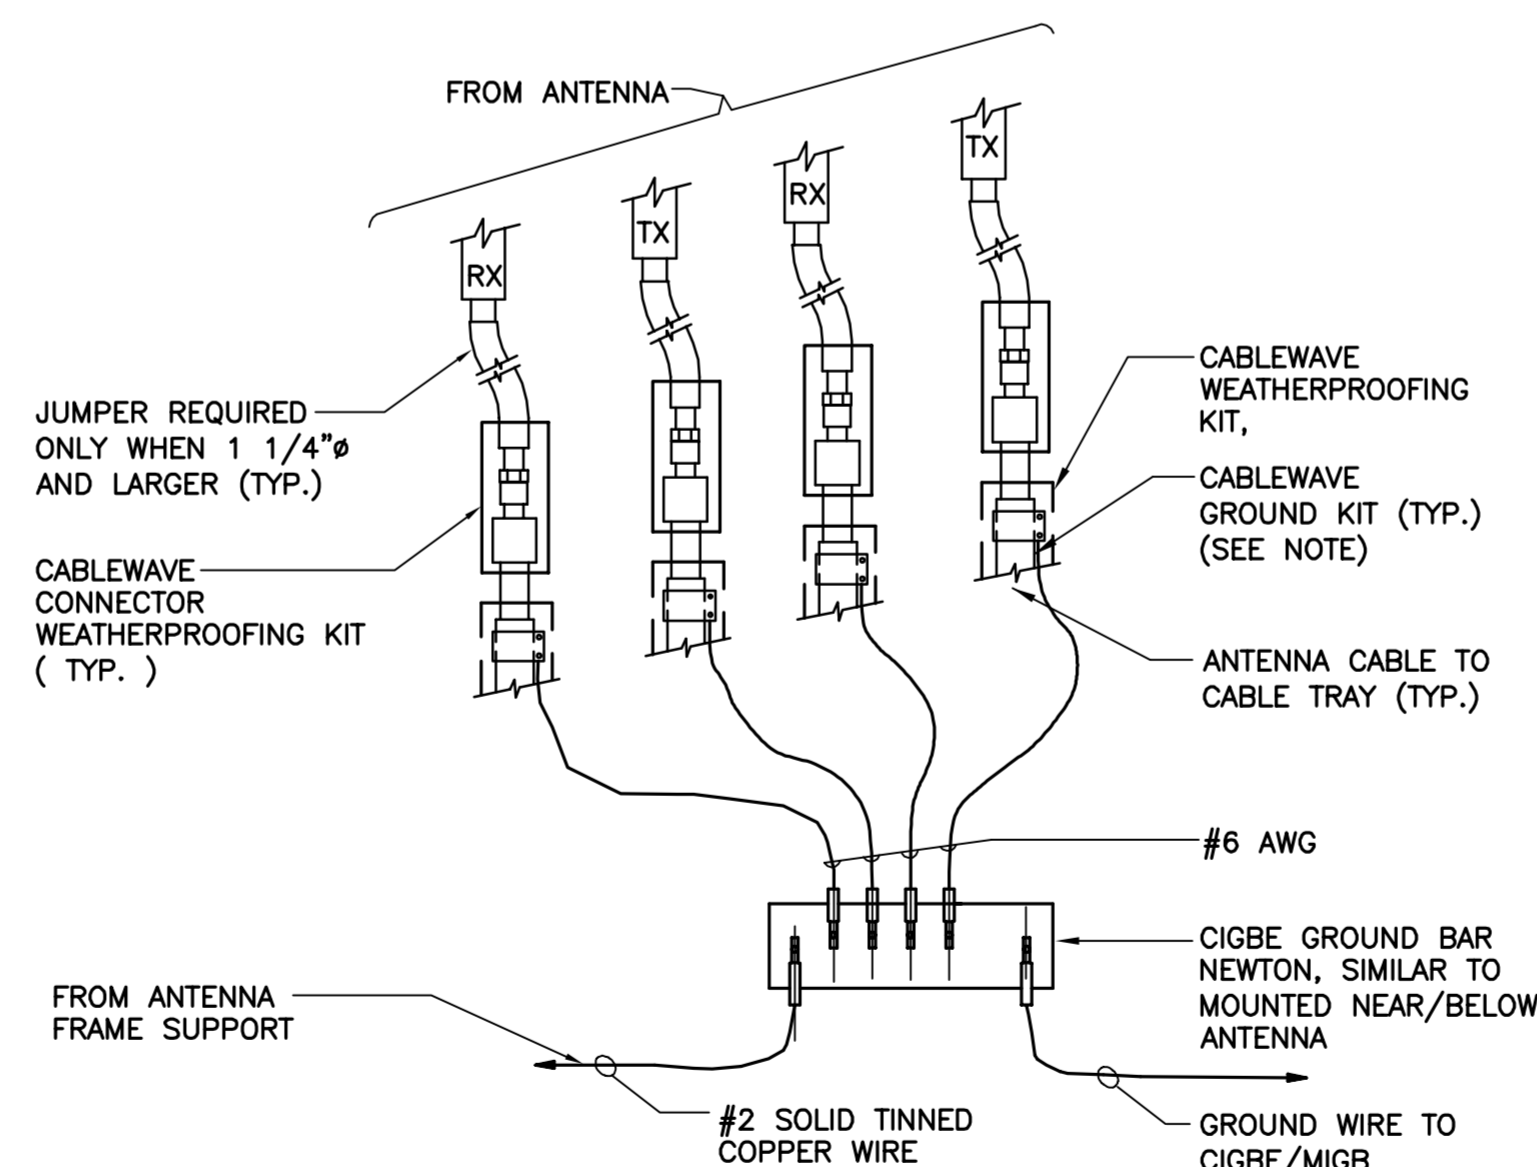 FROM ANTENNA
TX
RX
TX
RX
JUMPER REQUIRED
ONLY WHEN 1 1/4"ø
AND LARGER (TYP.)
CABLEWAVE
CONNECTOR
WEATHERPROOFING KIT
( TYP. )
CABLEWAVE
WEATHERPROOFING
KIT,
CABLEWAVE
GROUND KIT (TYP.)
(SEE NOTE)
ANTENNA CABLE TO
CABLE TRAY (TYP.)
#6 AWG
CIGBE GROUND BAR
NEWTON, SIMILAR TO
MOUNTED NEAR/BELOW
ANTENNA
FROM ANTENNA
FRAME SUPPORT
#2 SOLID TINNED
COPPER WIRE
GROUND WIRE TO
CIGBE/MIGB